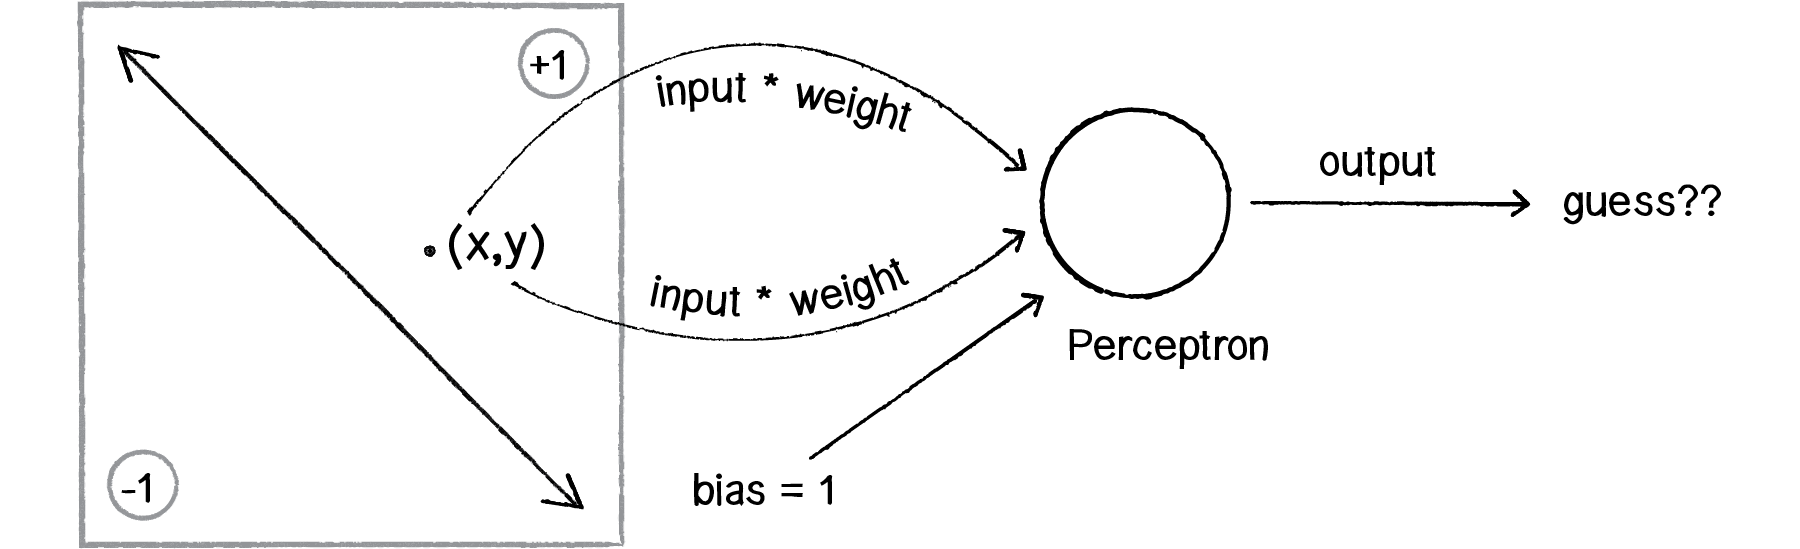 +1
input * weight
output
guess??
.(x,y)
input * weight
Perceptron
-1
bias = 1